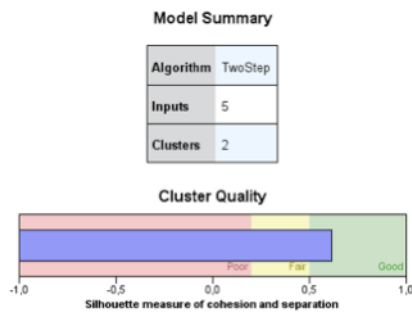 Model Summary
Algorithm TwoStep
Inputs 5
Clusters 2
Cluster Quality
Poor Fair Good
-1,0 -0,5 0,0 0,5 1,0
Silhouette measure of cohesion and separation